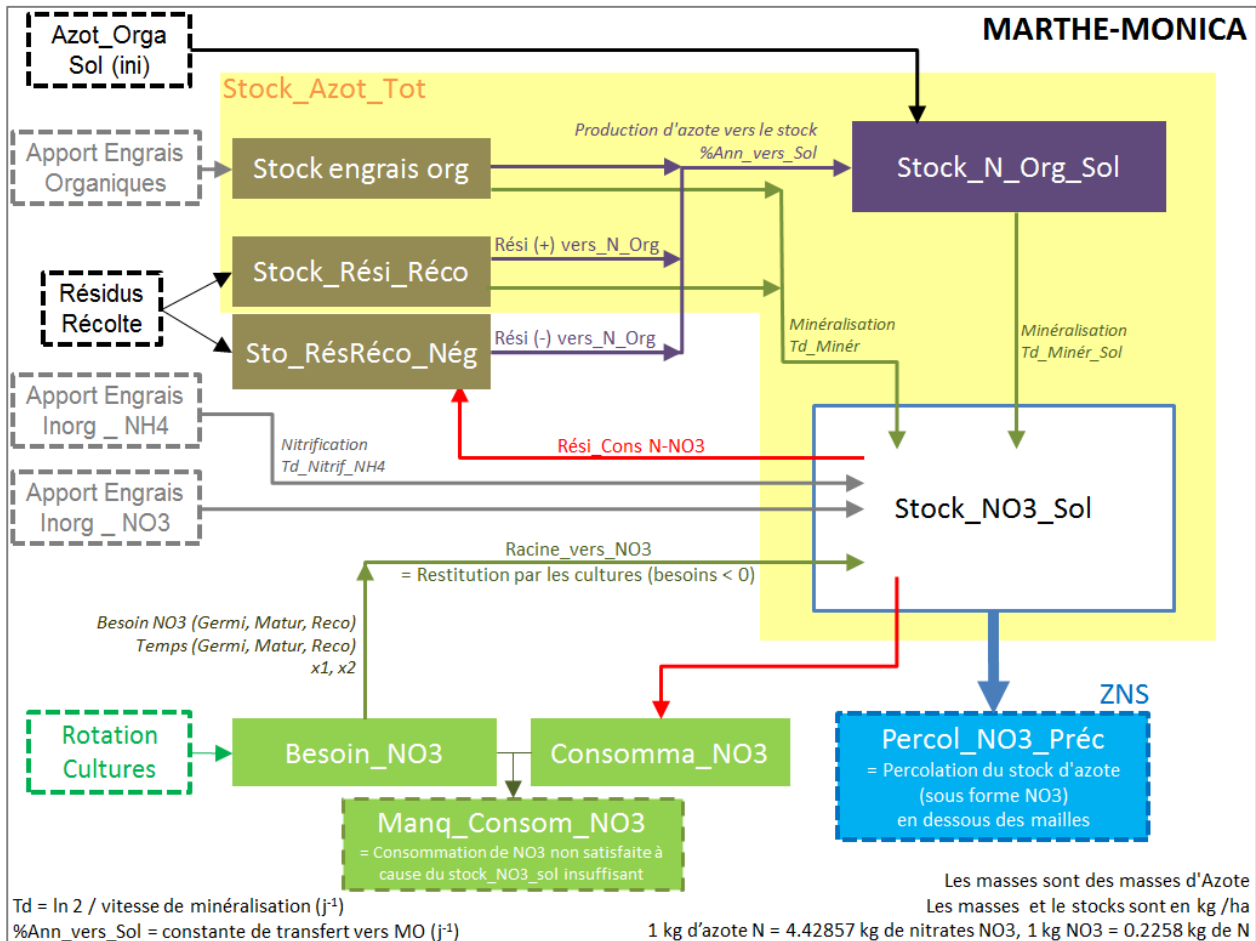 MARTHE-MONICA
Azot_Orga
Sol (ini)
Stock_Azot_Tot
Apport Engrais
Organiques
Stock engrais org
Production d'azote vers le stock
%Ann_vers_Sol
Stock_N_Org_Sol
Résidus
Récolte
Stock_Rési_Réco
Rési (+) vers_N_Org
Sto_RésRéco_Nég
Rési (-) vers_N_Org
Minéralisation
Td_Minér
Minéralisation
Td_Minér_Sol
Apport Engrais
Inorg _ NH4
Nitrification
Td_Nitrif_NH4
Rési_Cons N-NO3
Apport Engrais
Inorg _ NO3
Stock_NO3_Sol
Racine_vers_NO3
= Restitution par les cultures (besoins < 0)
Besoin NO3 (Germi, Matur, Reco)
Temps (Germi, Matur, Reco)
x1, x2
ZNS
Rotation
Cultures
Besoin_NO3
Consomma_NO3
Percol_NO3_Préc
= Percolation du stock d'azote
(sous forme NO3)
en dessous des mailles
Manq_Consom_NO3
= Consommation de NO3 non satisfaite à
cause du stock_NO3_sol insuffisant
Td = ln 2 / vitesse de minéralisation (j⁻¹)
%Ann_vers_Sol = constante de transfert vers MO (j⁻¹)
Les masses sont des masses d'Azote
Les masses et le stocks sont en kg /ha
1 kg d'azote N = 4.42857 kg de nitrates NO3, 1 kg NO3 = 0.2258 kg de N